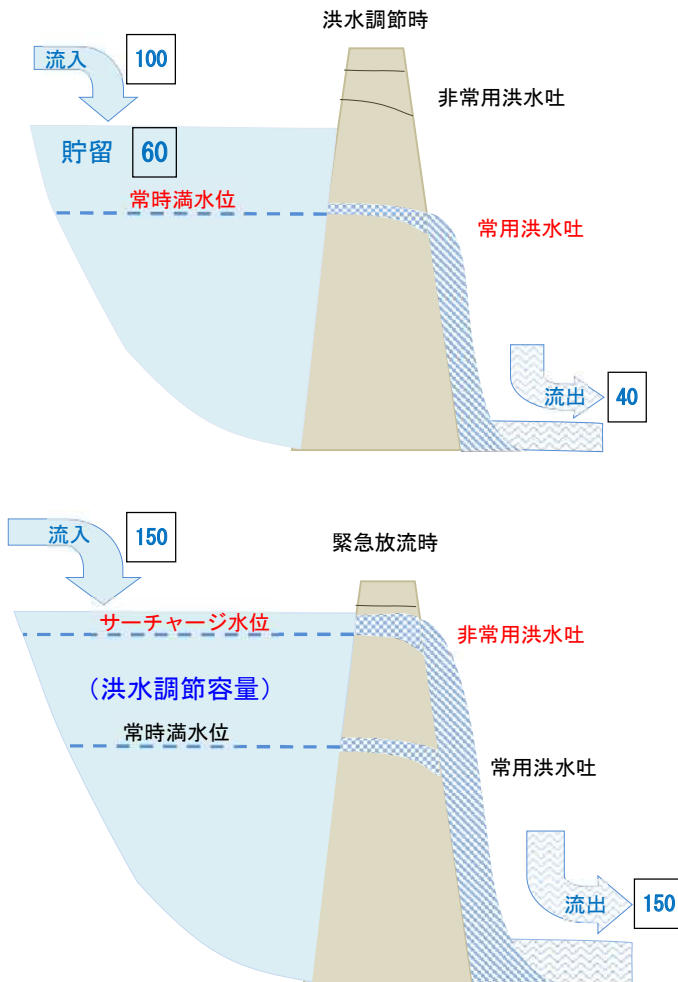 洪水調節時
流入
100
非常用洪水吐
貯留
60
常時満水位
常用洪水吐
流出
40
流入
150
緊急放流時
サーチャージ水位
非常用洪水吐
（洪水調節容量）
常時満水位
常用洪水吐
流出
150